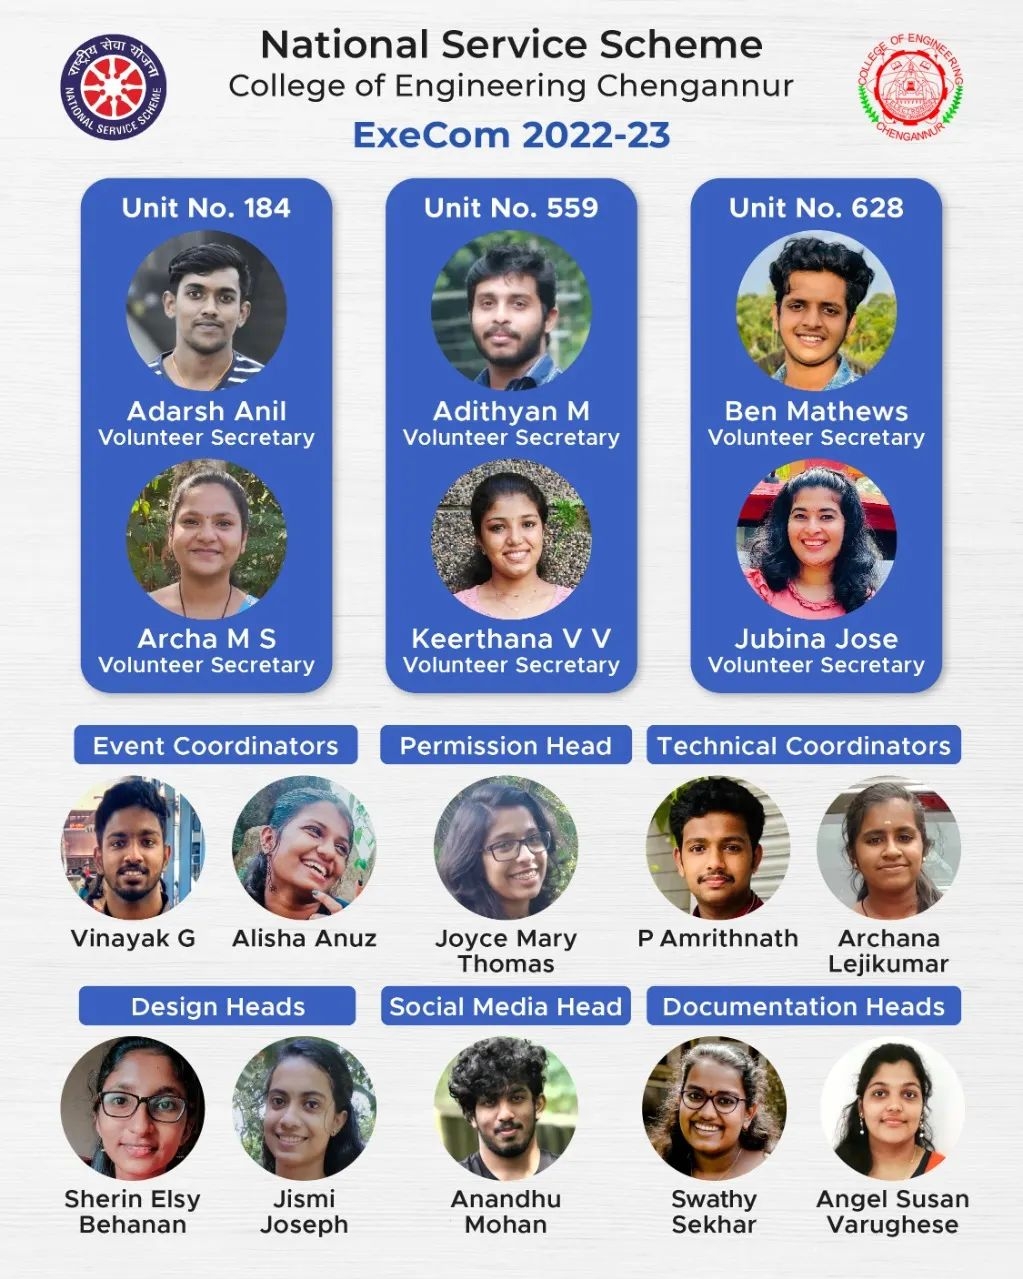 National Service Scheme
College of Engineering Chengannur
ExeCom 2022-23
राष्ट्रीय सेवा योजना
NATIONAL SERVICE SCHEME
COLLEGE OF ENGINEERING
CHENGANNUR
Unit No. 184
Adarsh Anil
Volunteer Secretary
Archa M S
Volunteer Secretary
Unit No. 559
Adithyan M
Volunteer Secretary
Keerthana V V
Volunteer Secretary
Unit No. 628
Ben Mathews
Volunteer Secretary
Jubina Jose
Volunteer Secretary
Event Coordinators
Vinayak G
Alisha Anuz
Permission Head
Joyce Mary
Thomas
Technical Coordinators
P Amrithnath
Archana
Lejikumar
Design Heads
Sherin Elsy
Behanan
Jismi
Joseph
Social Media Head
Anandhu
Mohan
Documentation Heads
Swathy
Sekhar
Angel Susan
Varughese